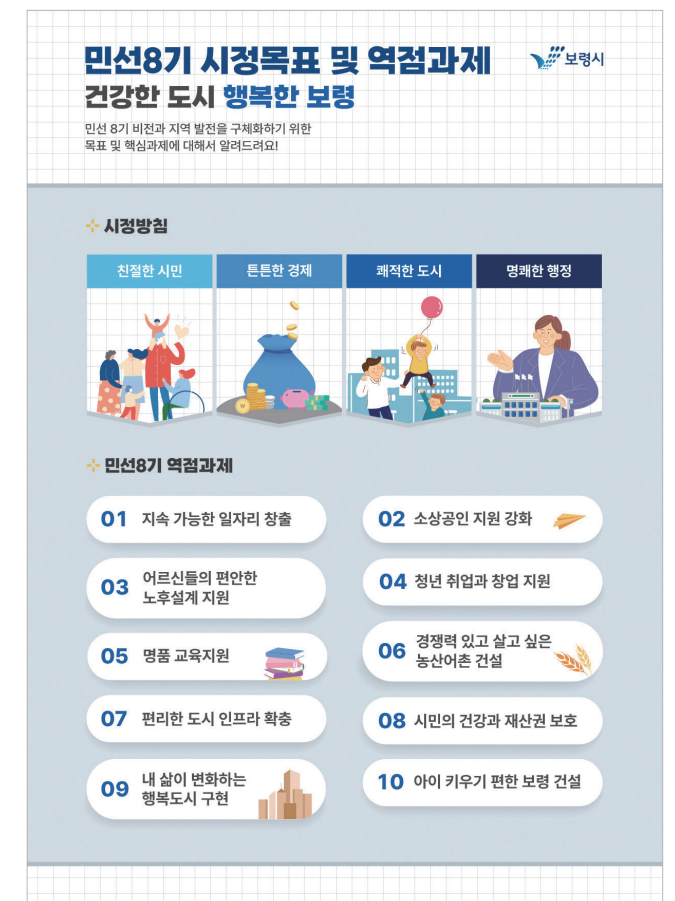 민선8기 시정목표 및 역점과제
보령시
건강한 도시 행복한 보령
민선 8기 비전과 지역 발전을 구체화하기 위한
목표 및 핵심과제에 대해서 알려드려요!
시정방침
친절한 시민
튼튼한 경제
쾌적한 도시
명쾌한 행정
₩
민선8기 역점과제
01 지속 가능한 일자리 창출
02 소상공인 지원 강화
03 어르신들의 편안한
노후설계 지원
04 청년 취업과 창업 지원
05 명품 교육지원
06 경쟁력 있고 살고 싶은
농산어촌 건설
07 편리한 도시 인프라 확충
08 시민의 건강과 재산권 보호
09 내 삶이 변화하는
행복도시 구현
10 아이 키우기 편한 보령 건설